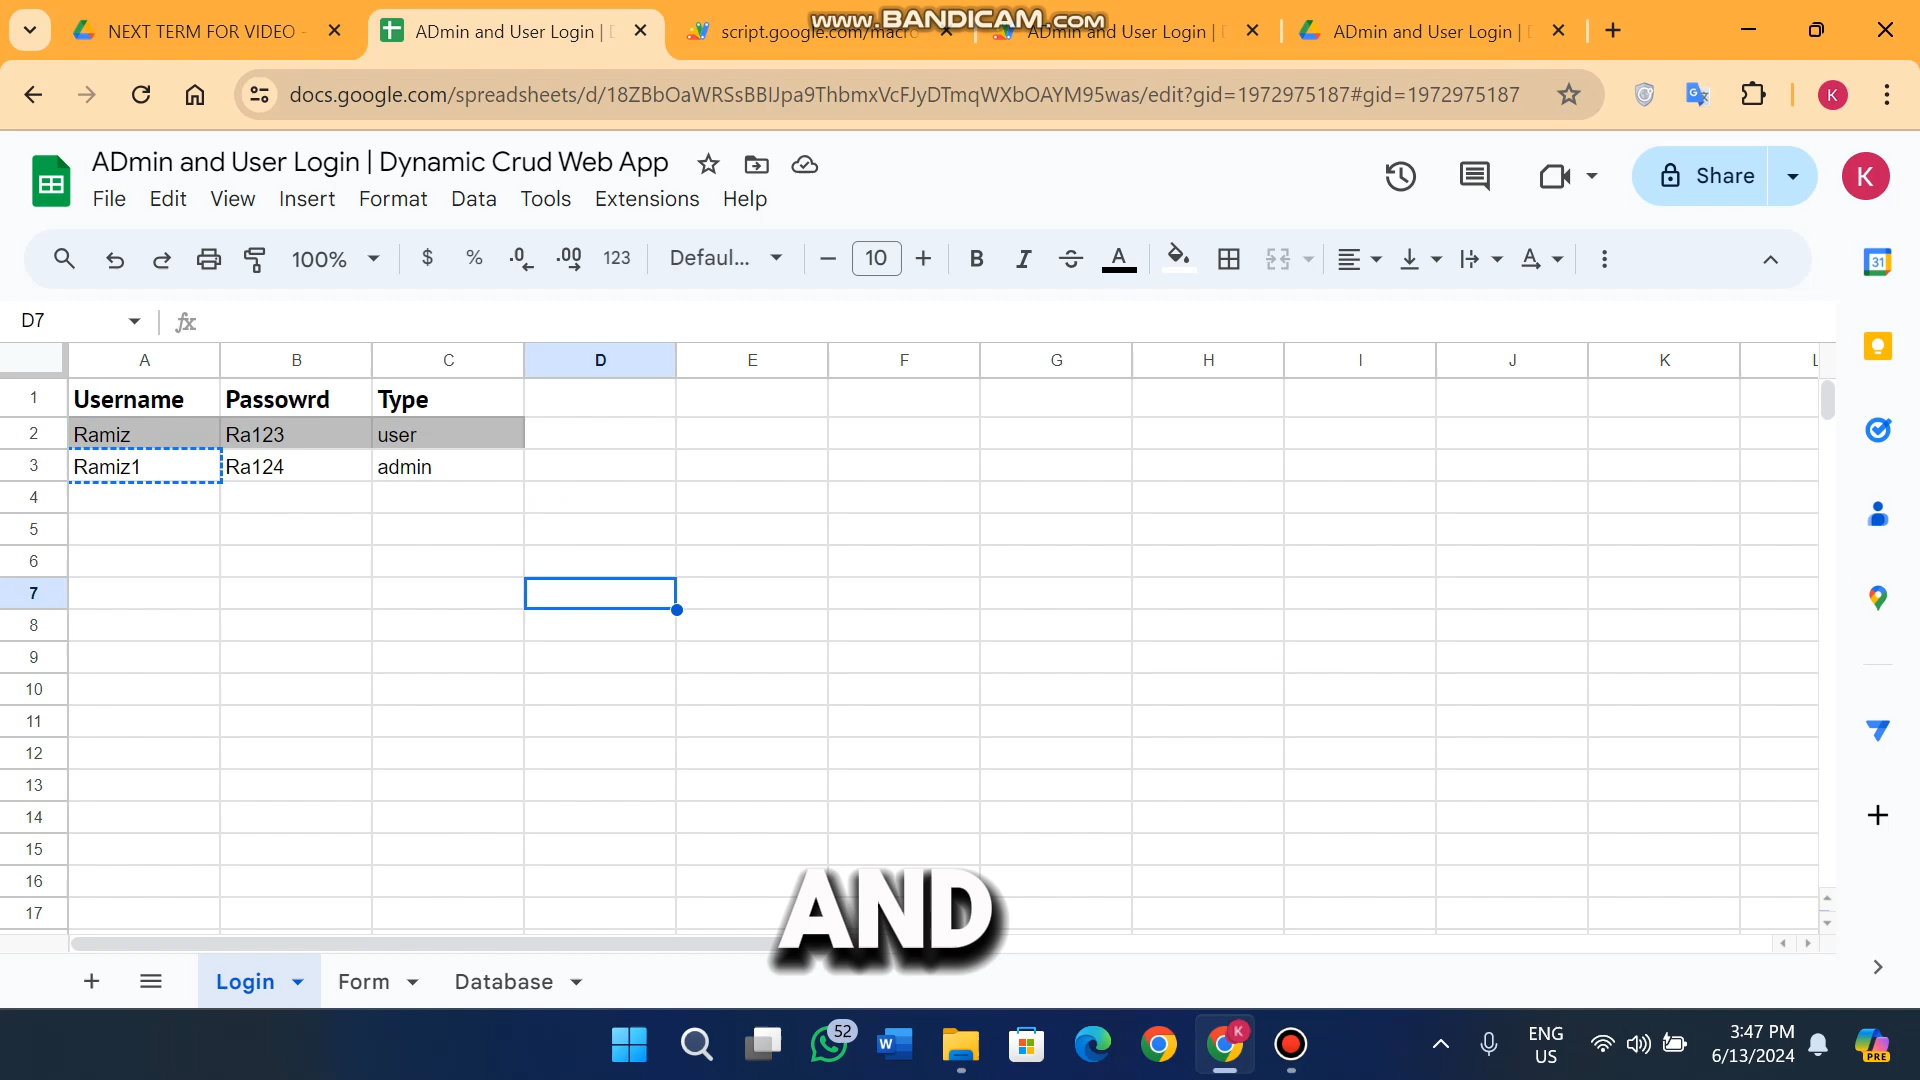 www.BANDICAM.com
NEXT TERM FOR VIDEO -
ADmin and User Login | D
script.google.com/macro
ADmin and User Login | D
ADmin and User Login | D
docs.google.com/spreadsheets/d/18ZBbOaWRSsBBIJpa9ThbmxVcFJyDTmqWXbOAYM95was/edit?gid=1972975187#gid=1972975187
K
ADmin and User Login | Dynamic Crud Web App
Share
K
File Edit View Insert Format Data Tools Extensions Help
100% $ % .0 .00 123 Defaul... 10 B I A
31
D7
A B C D E F G H I J K L
1 Username Passowrd Type
2 Ramiz Ra123 user
3 Ramiz1 Ra124 admin
4
5
6
7
8
9
10
11
12
13
14
15
16
17
AND
Login Form Database
52
W
K
ENG
US
3:47 PM
6/13/2024
PRE